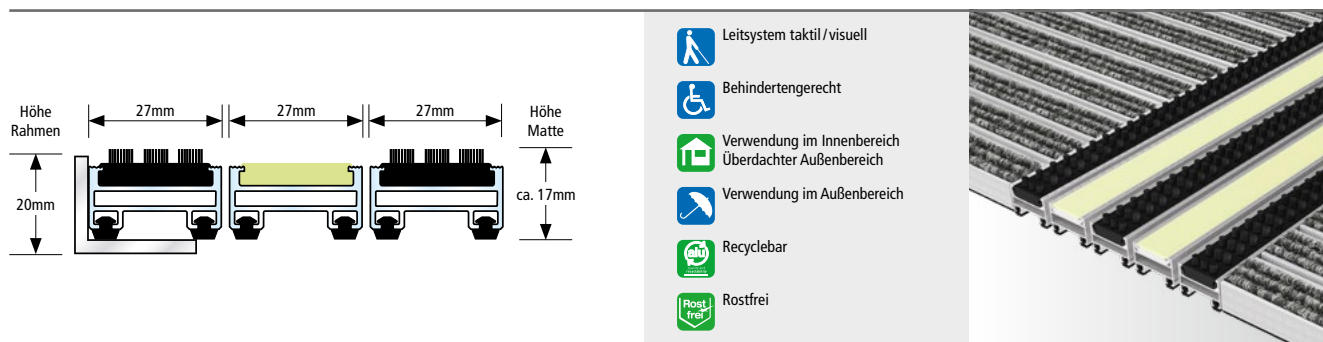 Höhe
Rahmen
27mm
27mm
27mm
Höhe
Matte
20mm
ca. 17mm
Leitsystem taktil/visuell
Behindertengerecht
Verwendung im Innenbereich
Überdachter Außenbereich
Verwendung im Außenbereich
alu
Recyclebar
Rost
frei
Rostfrei